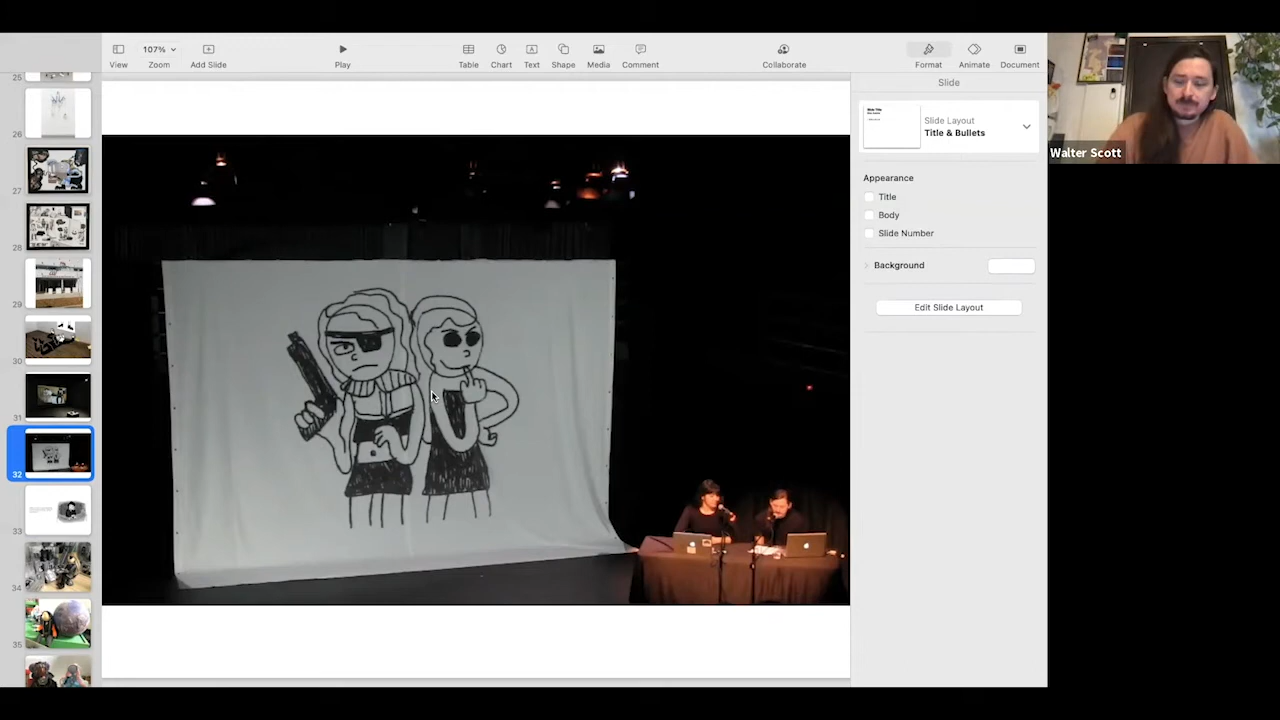 107%
View
Zoom
Add Slide
Play
Table
Chart
Text
Shape
Media
Comment
Collaborate
Format
Animate
Document
Slide
Slide Layout
Title & Bullets
Appearance
Title
Body
Slide Number
Background
Edit Slide Layout
25
26
27
28
29
30
31
32
33
34
35
Walter Scott